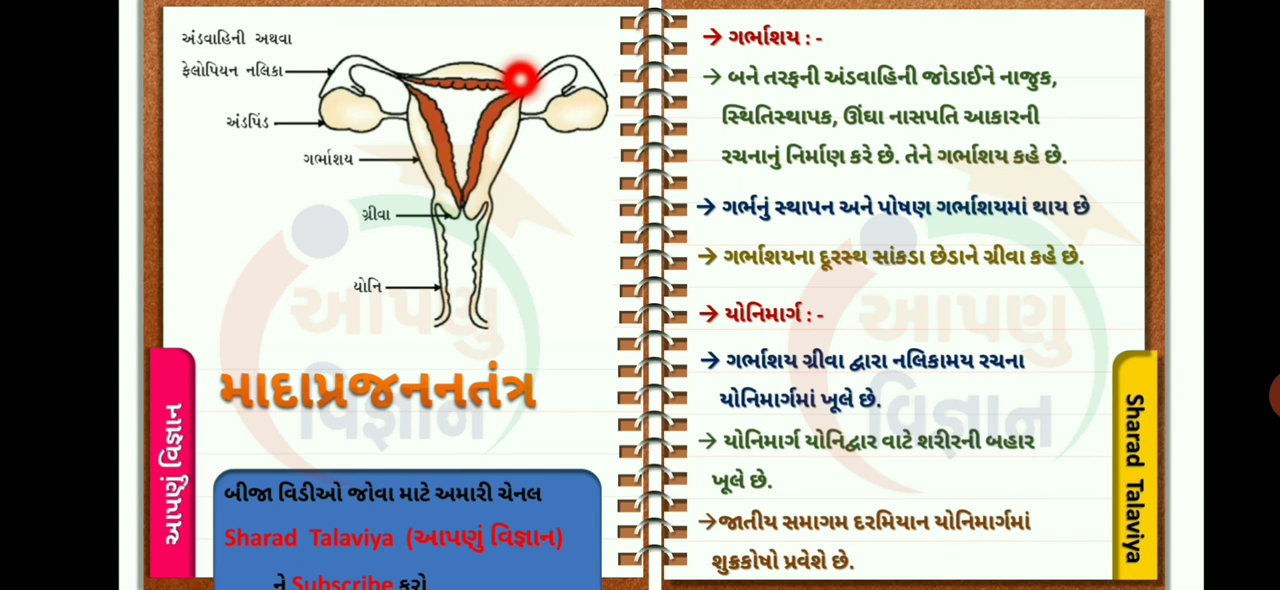 અંડવાહિની અથવા
ફેલોપિયન નલિકા
અંડપિંડ
ગર્ભાશય
ગ્રીવા
યોનિ
માદાપ્રજનનતંત્ર
આપણું વિજ્ઞાન
બીજા વિડીઓ જોવા માટે અમારી ચેનલ
Sharad Talaviya (આપણું વિજ્ઞાન)
ને Subscribe કરો
→ ગર્ભાશય : -
→ બને તરફની અંડવાહિની જોડાઈને નાજુક,
સ્થિતિસ્થાપક, ઊંઘા નાસપતિ આકારની
રચનાનું નિર્માણ કરે છે. તેને ગર્ભાશય કહે છે.
→ ગર્ભનું સ્થાપન અને પોષણ ગર્ભાશયમાં થાય છે
→ ગર્ભાશયના દૂરસ્થ સાંકડા છેડાને ગ્રીવા કહે છે.
→ યોનિમાર્ગ : -
→ ગર્ભાશય ગ્રીવા દ્વારા નલિકામય રચના
યોનિમાર્ગમાં ખૂલે છે.
→ યોનિમાર્ગ યોનિદ્વાર વાટે શરીરની બહાર
ખૂલે છે.
→જાતીય સમાગમ દરમિયાન યોનિમાર્ગમાં
શુક્રકોષો પ્રવેશે છે.
Sharad Talaviya
આપણુ
વિજ્ઞાન
આપણુ
વિજ્ઞાન